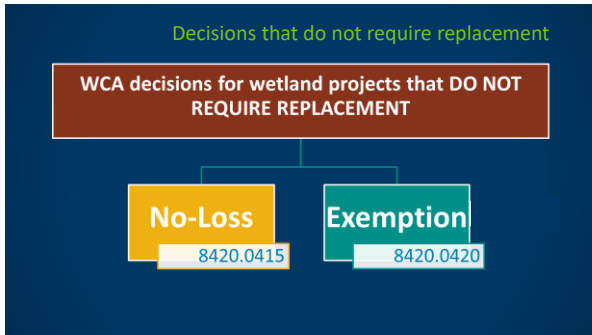 Decisions that do not require replacement
WCA decisions for wetland projects that DO NOT
REQUIRE REPLACEMENT
No-Loss
8420.0415
Exemption
8420.0420